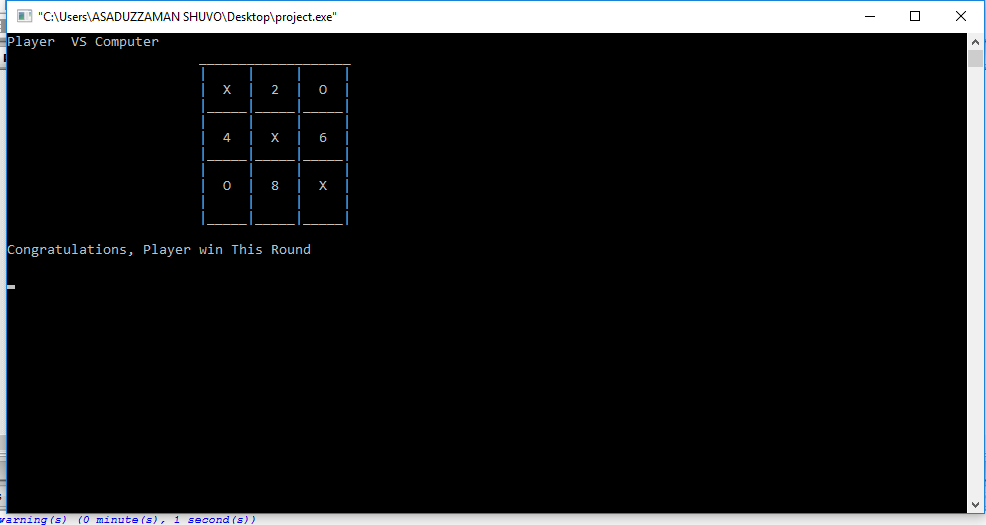 "C:\Users\ASADUZZAMAN SHUVO\Desktop\project.exe"
Player  VS Computer
X 2 O
4 X 6
O 8 X
Congratulations, Player win This Round
warning(s) (0 minute(s), 1 second(s))